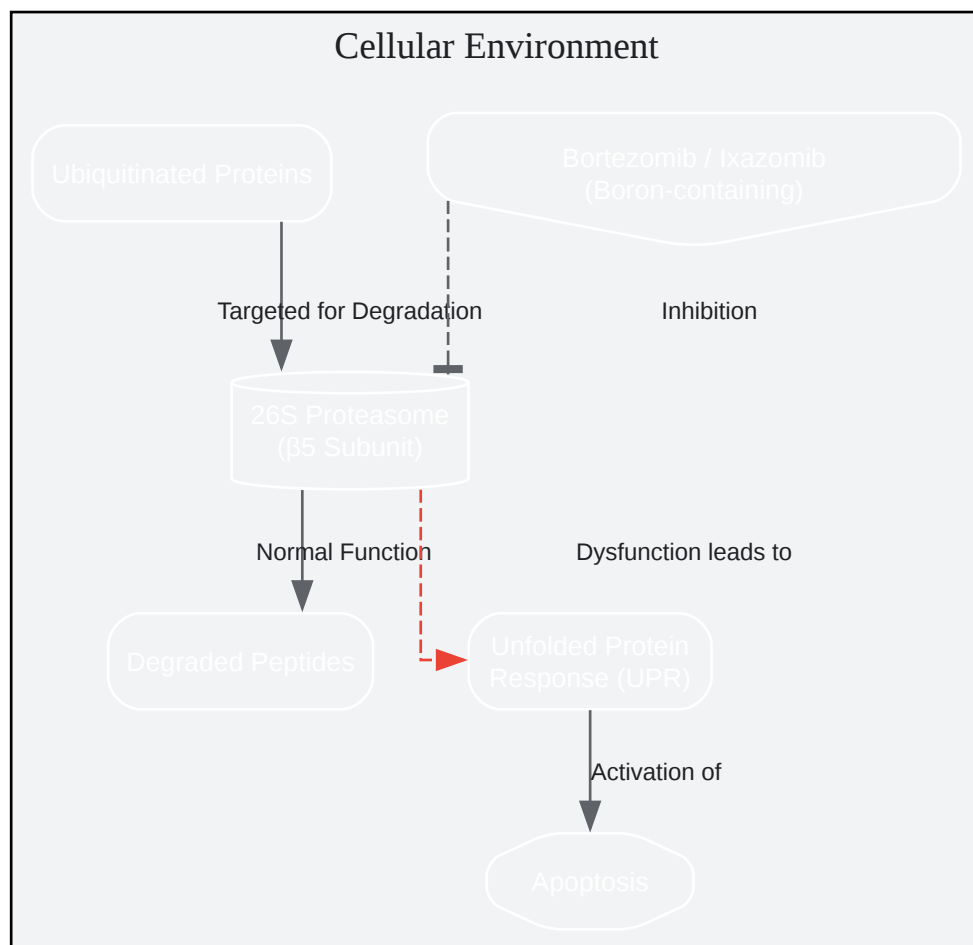 Cellular Environment
Ubiquitinated Proteins
Bortezomib / Ixazomib
(Boron-containing)
Targeted for Degradation
Inhibition
26S Proteasome
(β5 Subunit)
Normal Function
Dysfunction leads to
Degraded Peptides
Unfolded Protein
Response (UPR)
Activation of
Apoptosis